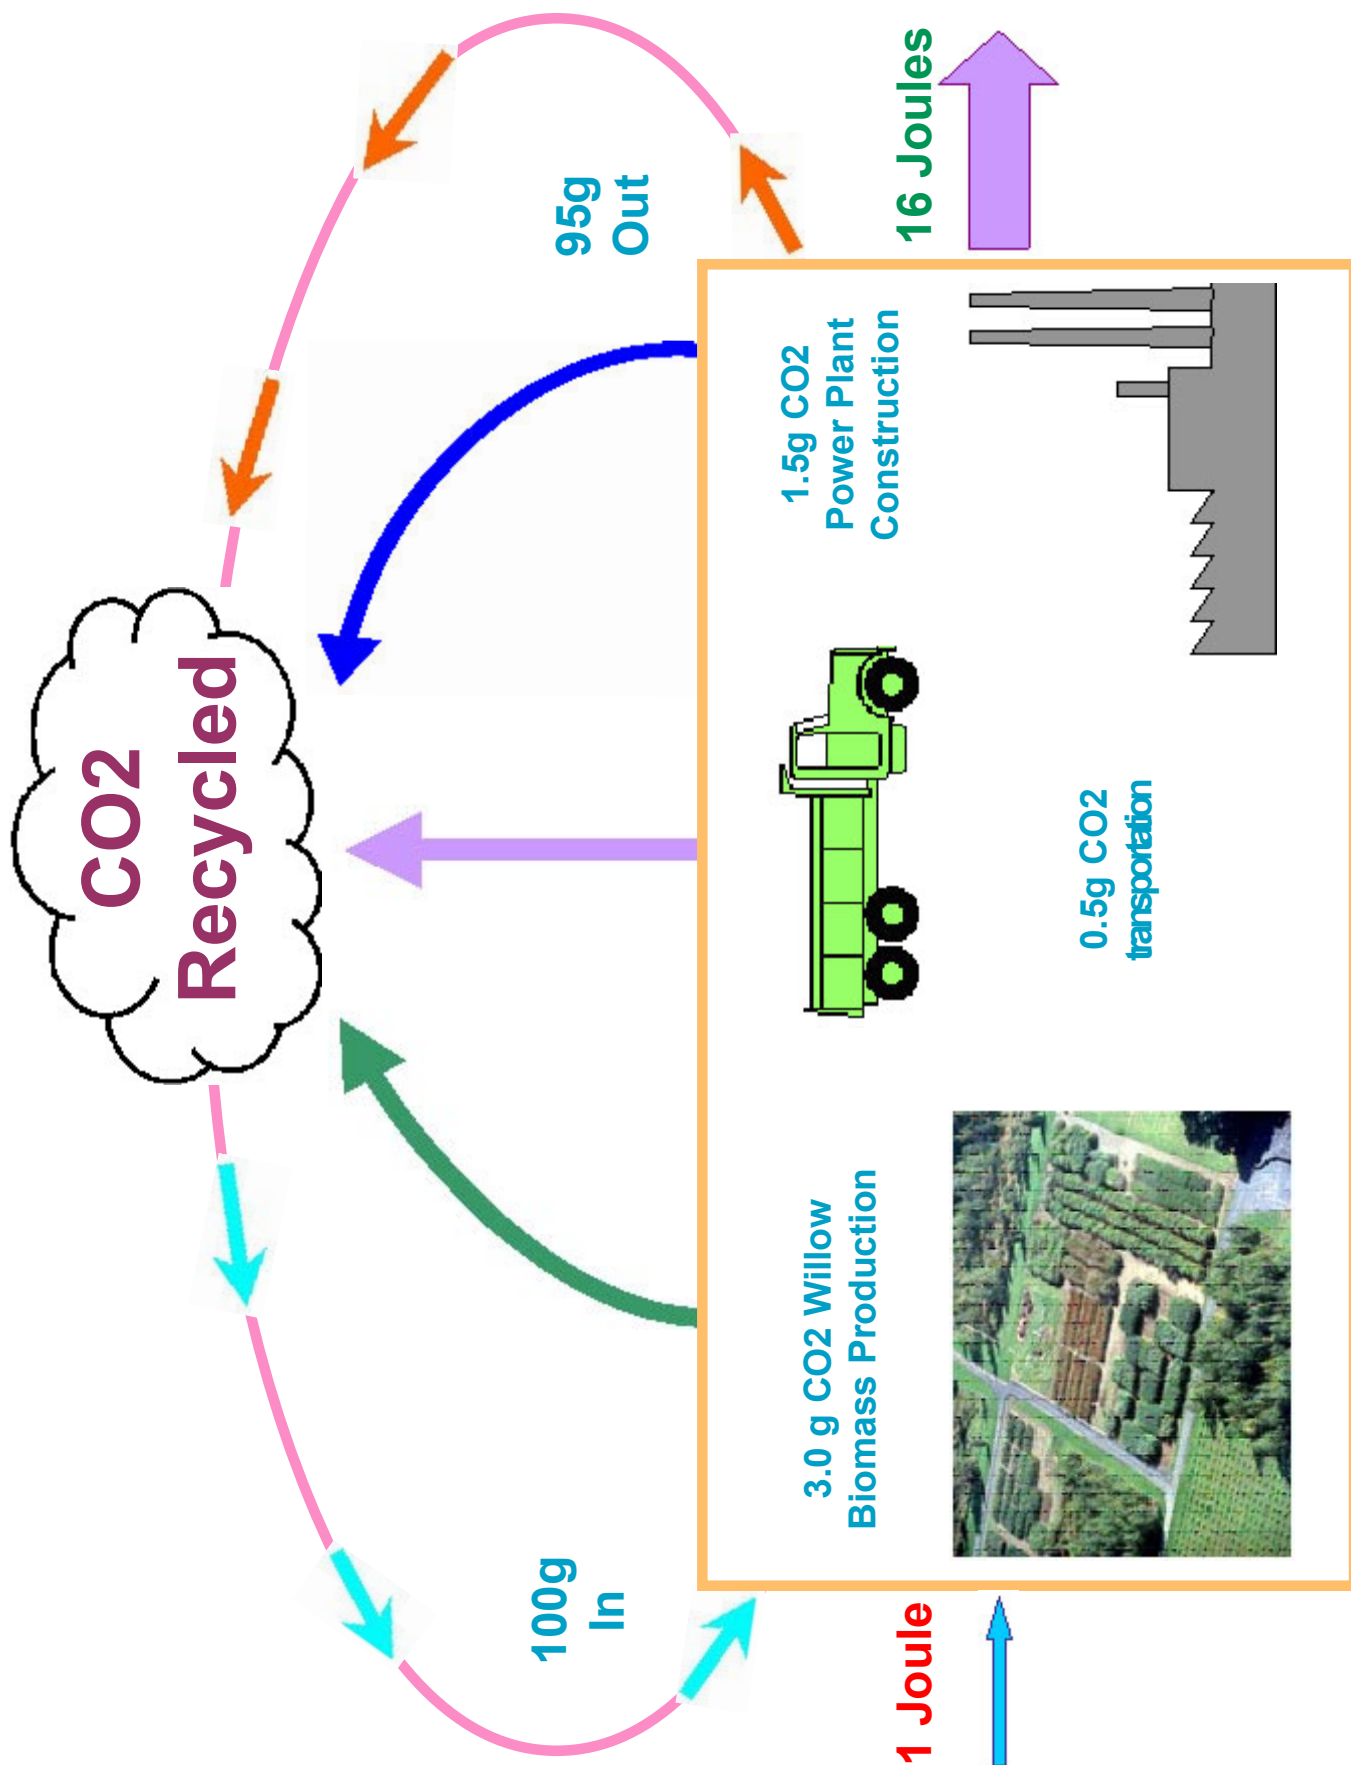 CO2
Recycled
100g
In
95g
Out
3.0 g CO2 Willow
Biomass Production
0.5g CO2
transportation
1.5g CO2
Power Plant
Construction
1 Joule
16 Joules